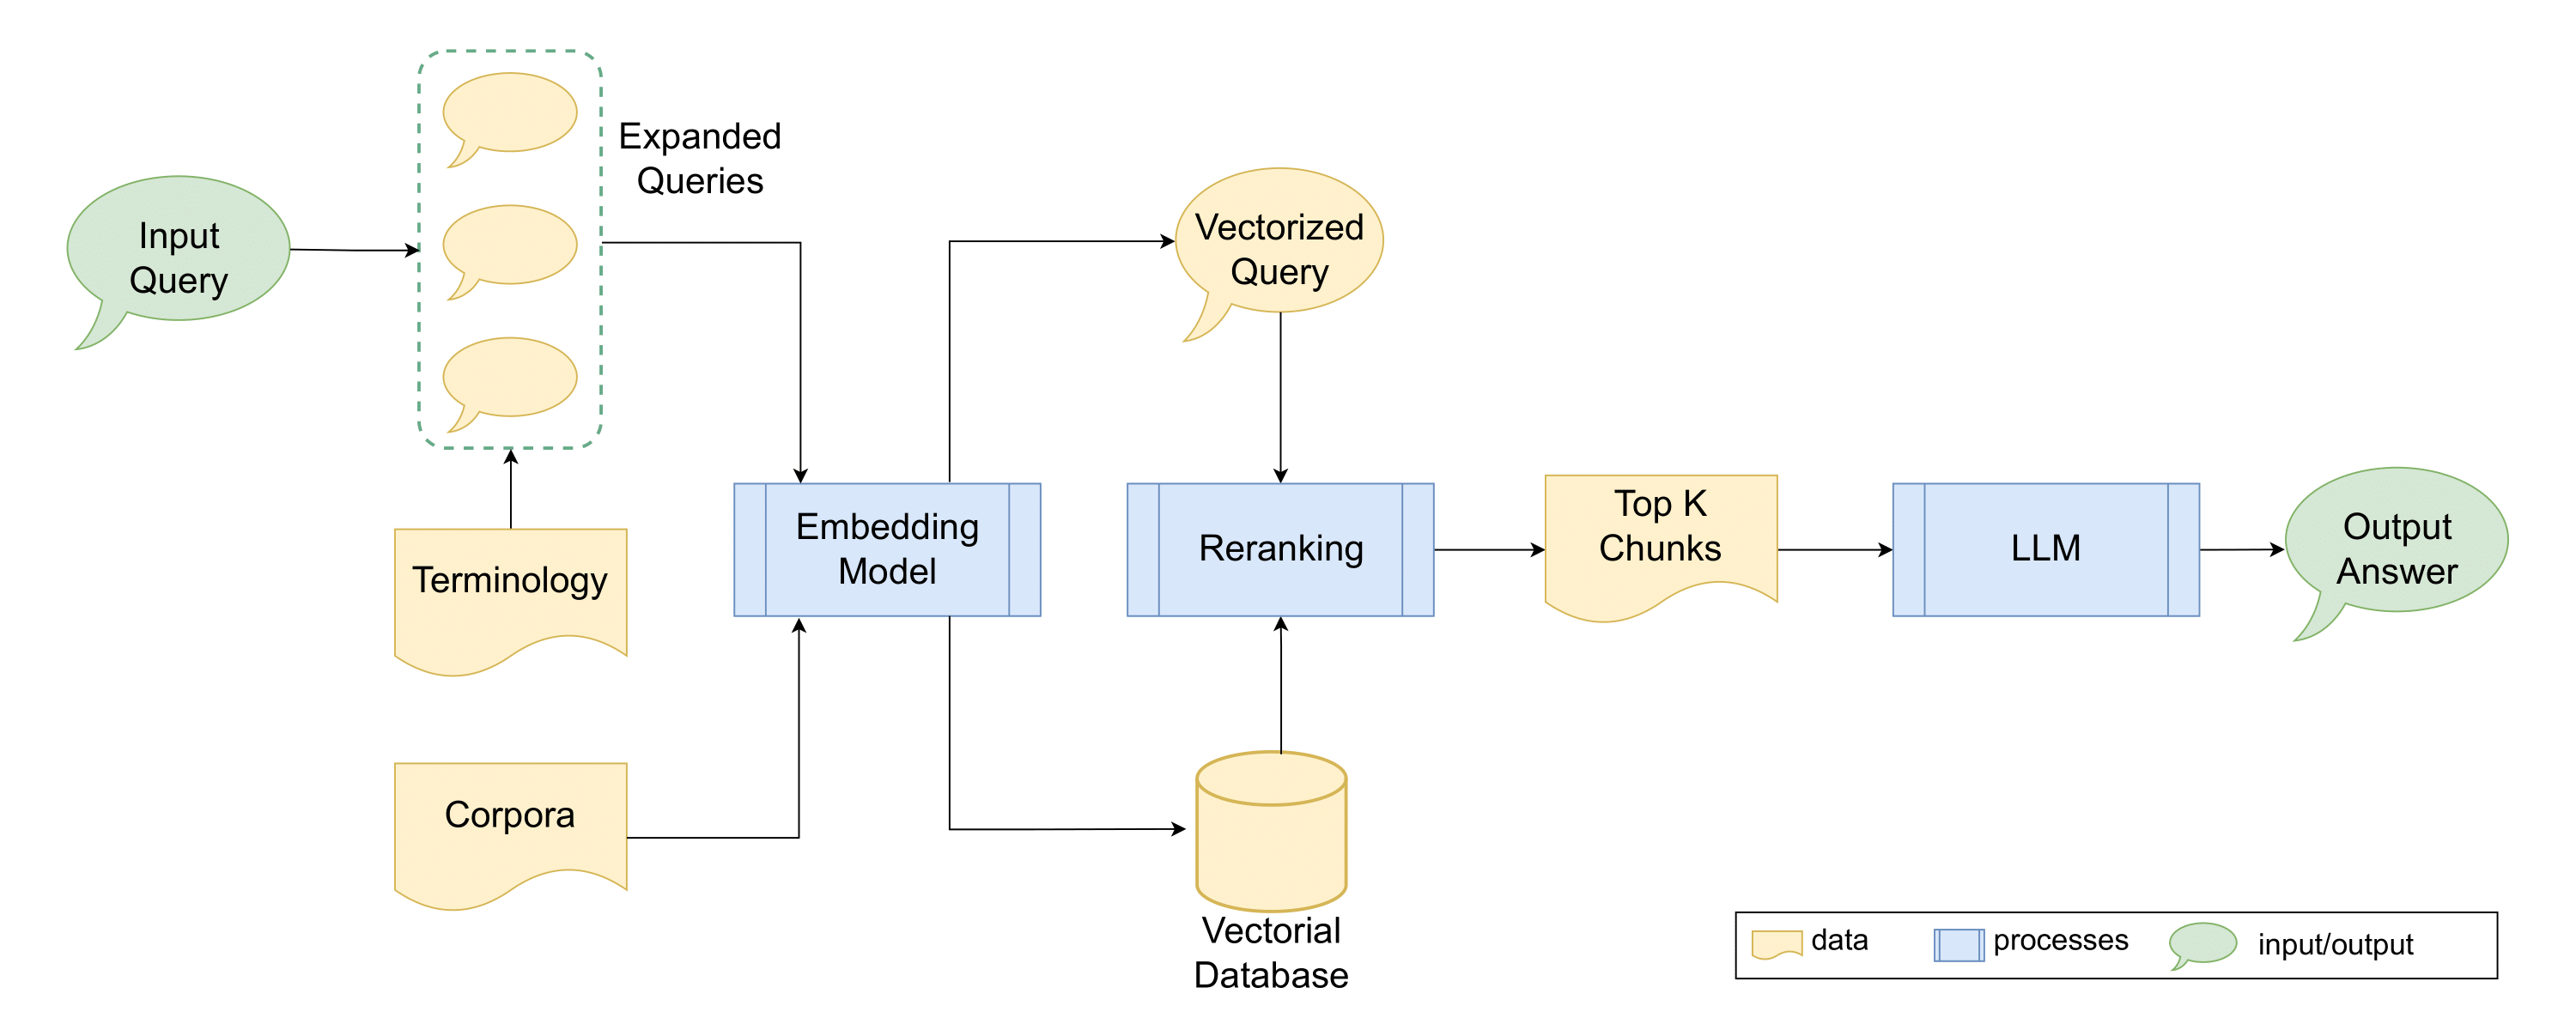 Expanded
Queries
Input
Query
Vectorized
Query
Terminology
Embedding
Model
Reranking
Top K
Chunks
LLM
Output
Answer
Corpora
Vectorial
Database
data
processes
input/output